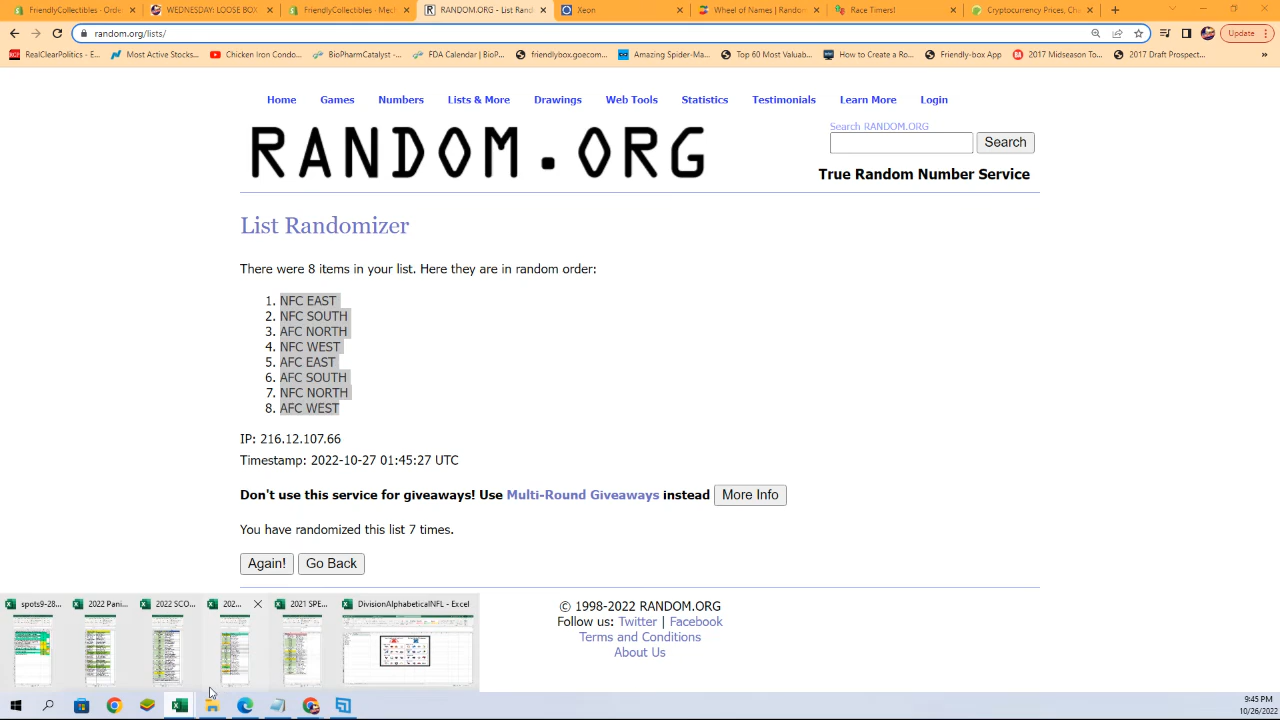 FriendlyCollectibles - Orde
WEDNESDAY: LOOSE BOX
FriendlyCollectibles - Mech
RANDOM.ORG - List Rand
Xeon
Wheel of Names | Random
Race Timers!
Cryptocurrency Prices, Cha
random.org/lists/
Update
RealClearPolitics - E...
Most Active Stocks...
Chicken Iron Condo...
BioPharmCatalyst -...
FDA Calendar | BioP...
friendlybox.goecom...
Amazing Spider-Ma...
Top 60 Most Valuab...
How to Create a Ro...
Friendly-box App
2017 Midseason To...
2017 Draft Prospect...
»
Home
Games
Numbers
Lists & More
Drawings
Web Tools
Statistics
Testimonials
Learn More
Login
RANDOM.ORG
Search RANDOM.ORG
Search
True Random Number Service
List Randomizer
There were 8 items in your list. Here they are in random order:
1. NFC EAST
2. NFC SOUTH
3. AFC NORTH
4. NFC WEST
5. AFC EAST
6. AFC SOUTH
7. NFC NORTH
8. AFC WEST
IP: 216.12.107.66
Timestamp: 2022-10-27 01:45:27 UTC
Don't use this service for giveaways! Use Multi-Round Giveaways instead
More Info
You have randomized this list 7 times.
Again!
Go Back
spots9-28...
2022 Pani...
2022 SCO...
202...
2021 SPE...
DivisionAlphabeticalNFL - Excel
© 1998-2022 RANDOM.ORG
Follow us: Twitter | Facebook
Terms and Conditions
About Us
9:45 PM
10/26/2022